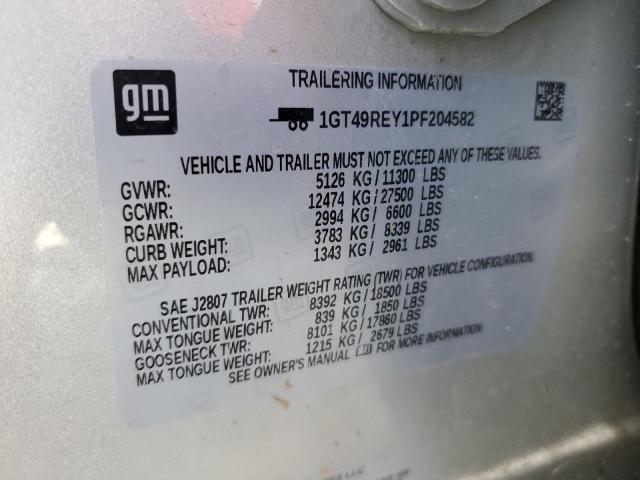 gm
TRAILERING INFORMATION
1GT49REY1PF204582
VEHICLE AND TRAILER MUST NOT EXCEED ANY OF THESE VALUES.
GVWR: 5126 KG/11300 LBS
GCWR: 12474 KG/27500 LBS
RGAWR: 2994 KG/ 6600 LBS
CURB WEIGHT: 3783 KG/ 8339 LBS
MAX PAYLOAD: 1343 KG/ 2961 LBS
SAE J2807 TRAILER WEIGHT RATING (TWR) FOR VEHICLE CONFIGURATION.
CONVENTIONAL TWR: 8392 KG/18500 LBS
MAX TONGUE WEIGHT: 839 KG/ 1850 LBS
GOOSENECK TWR: 8101 KG/17860 LBS
MAX TONGUE WEIGHT: 1215 KG/ 2679 LBS
SEE OWNER'S MANUAL FOR MORE INFORMATION
LLC